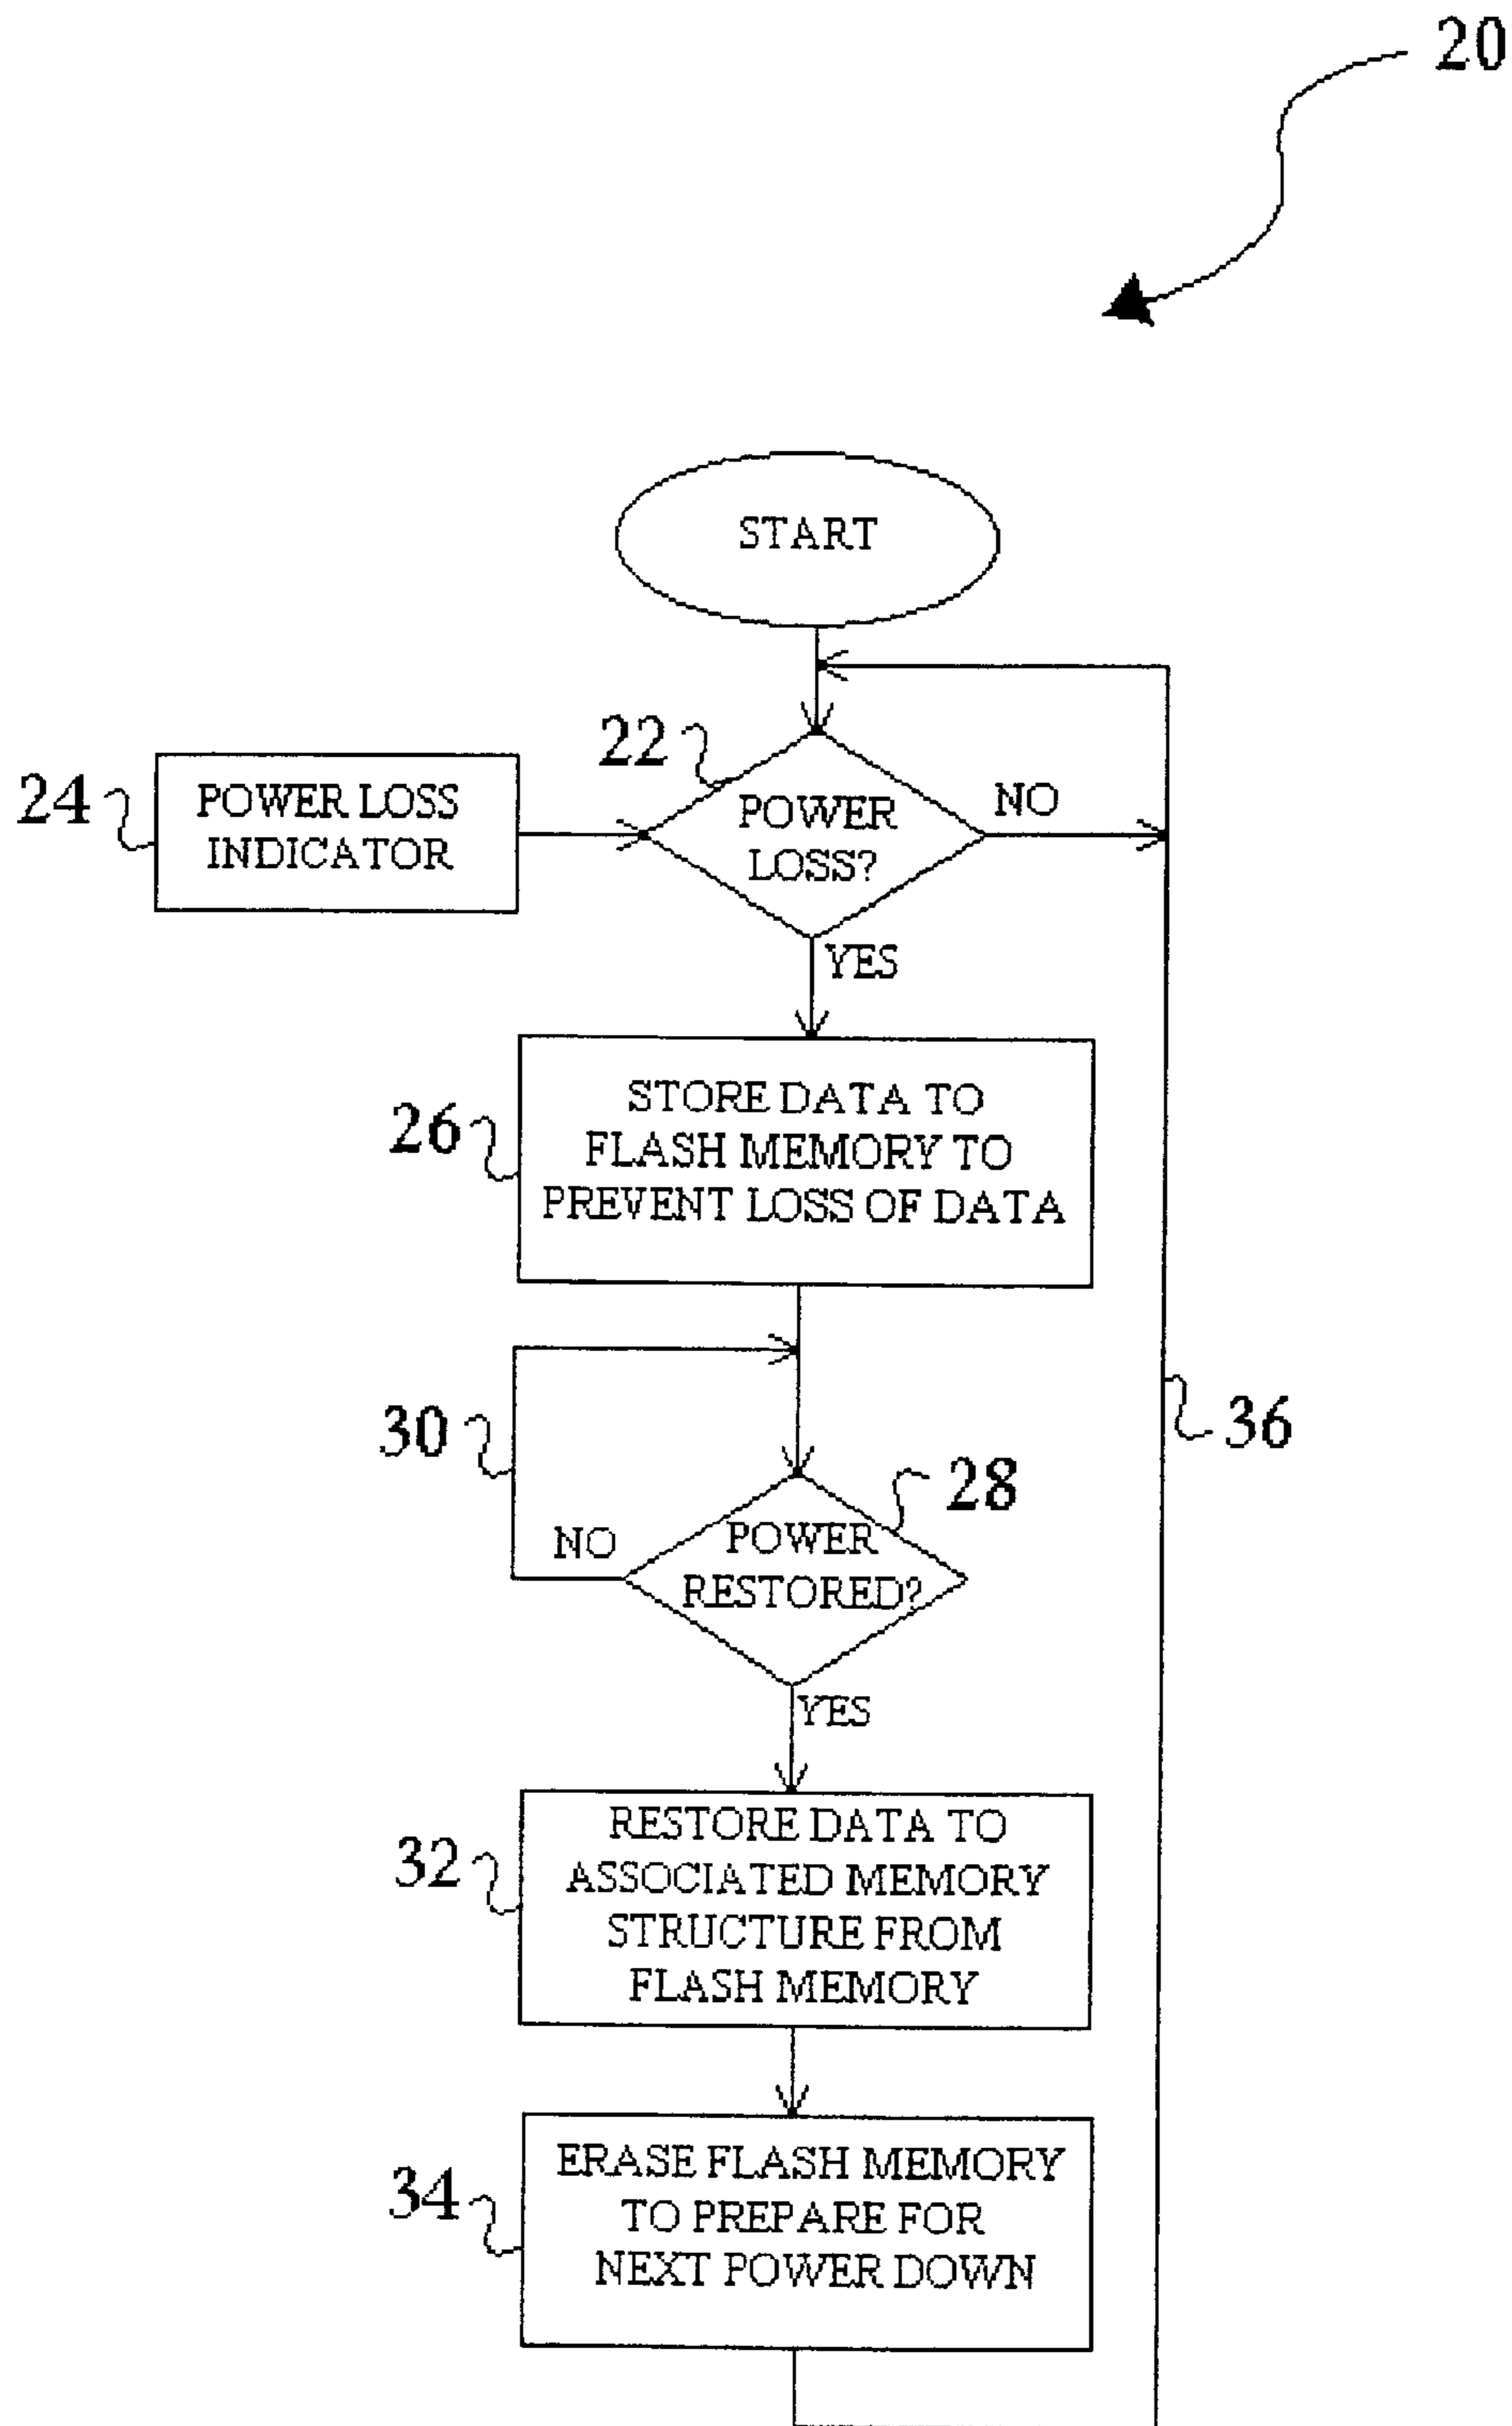 20
START
22
24
POWER LOSS
INDICATOR
POWER
LOSS?
NO
YES
26
STORE DATA TO
FLASH MEMORY TO
PREVENT LOSS OF DATA
30
36
28
NO
POWER
RESTORED?
YES
32
RESTORE DATA TO
ASSOCIATED MEMORY
STRUCTURE FROM
FLASH MEMORY
34
ERASE FLASH MEMORY
TO PREPARE FOR
NEXT POWER DOWN